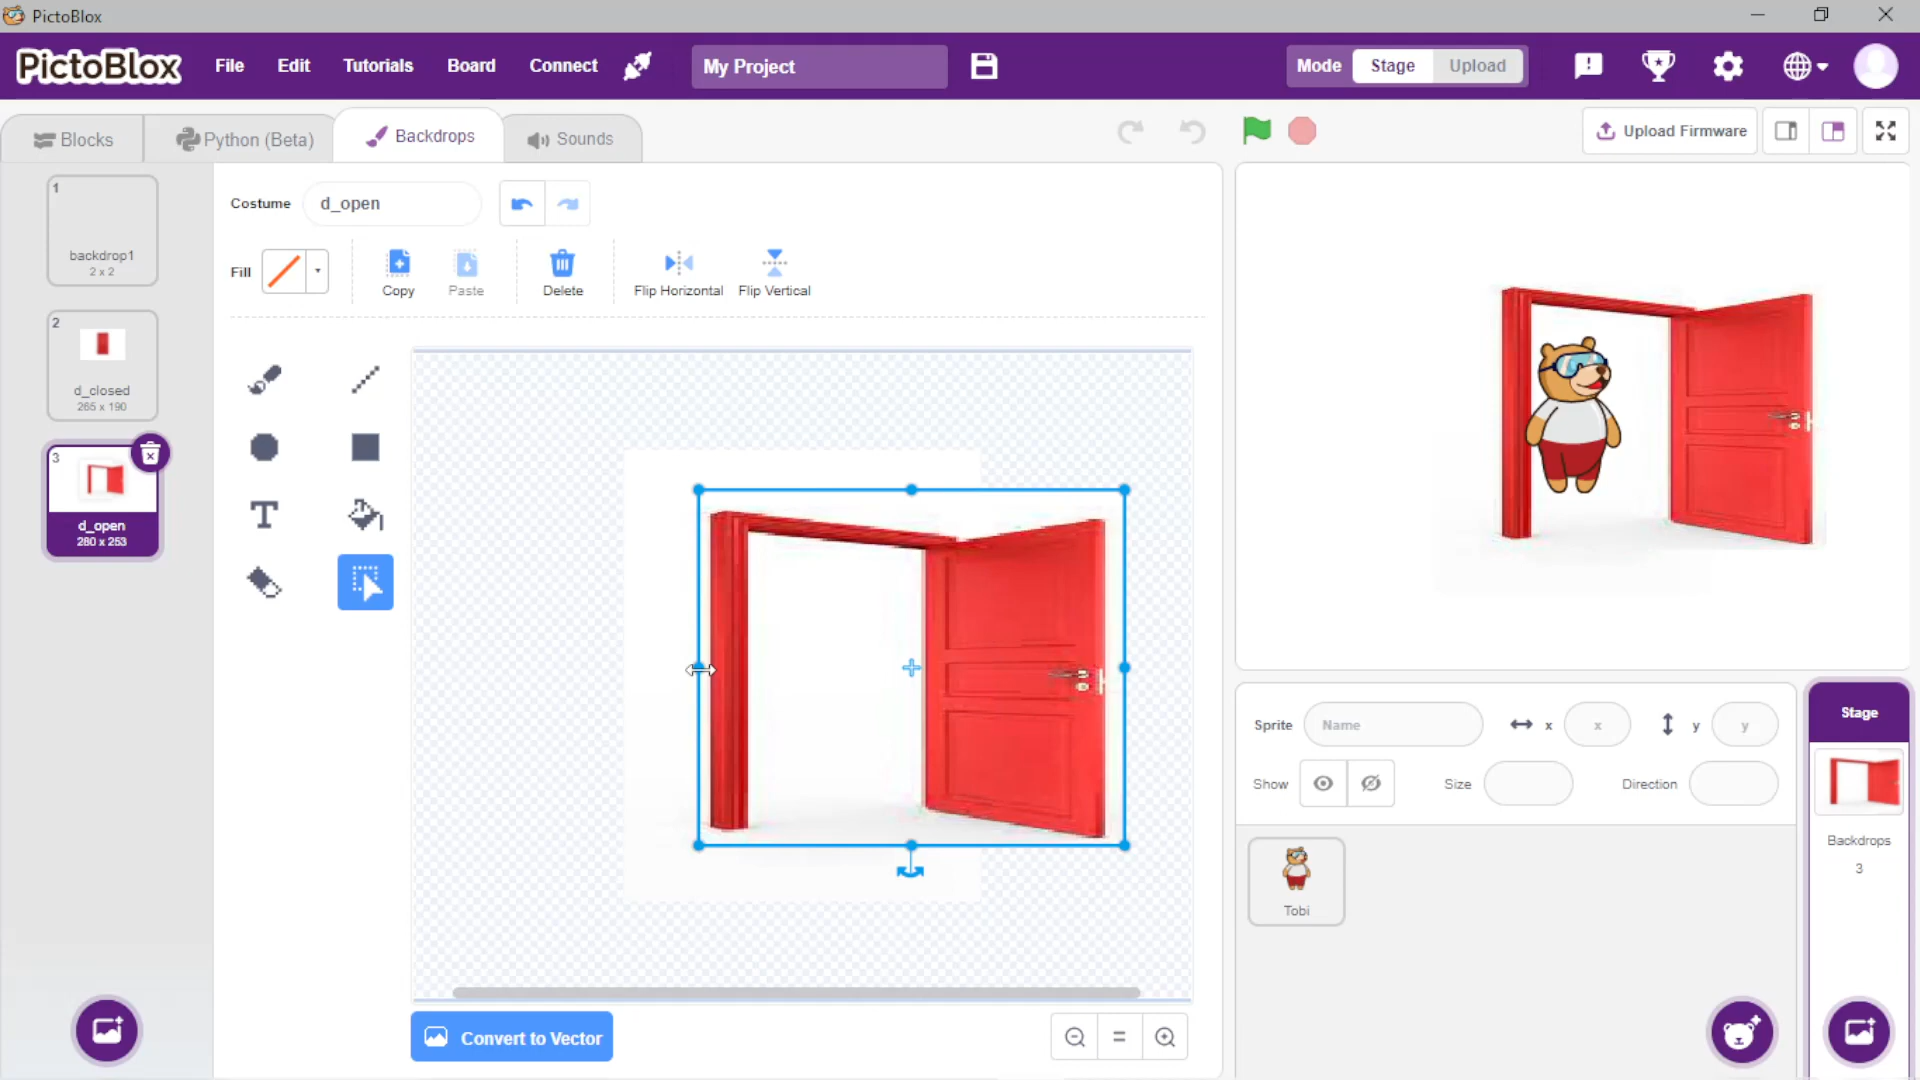 PictoBlox
PictoBlox File Edit Tutorials Board Connect My Project Mode Stage Upload
Blocks Python (Beta) Backdrops Sounds Upload Firmware
1
backdrop1
2 x 2
2
d_closed
265 x 190
3
d_open
280 x 253
Costume d_open
Fill Copy Paste Delete Flip Horizontal Flip Vertical
T
Convert to Vector
Sprite Name x x y y
Show Size Direction
Tobi
Stage
Backdrops
3